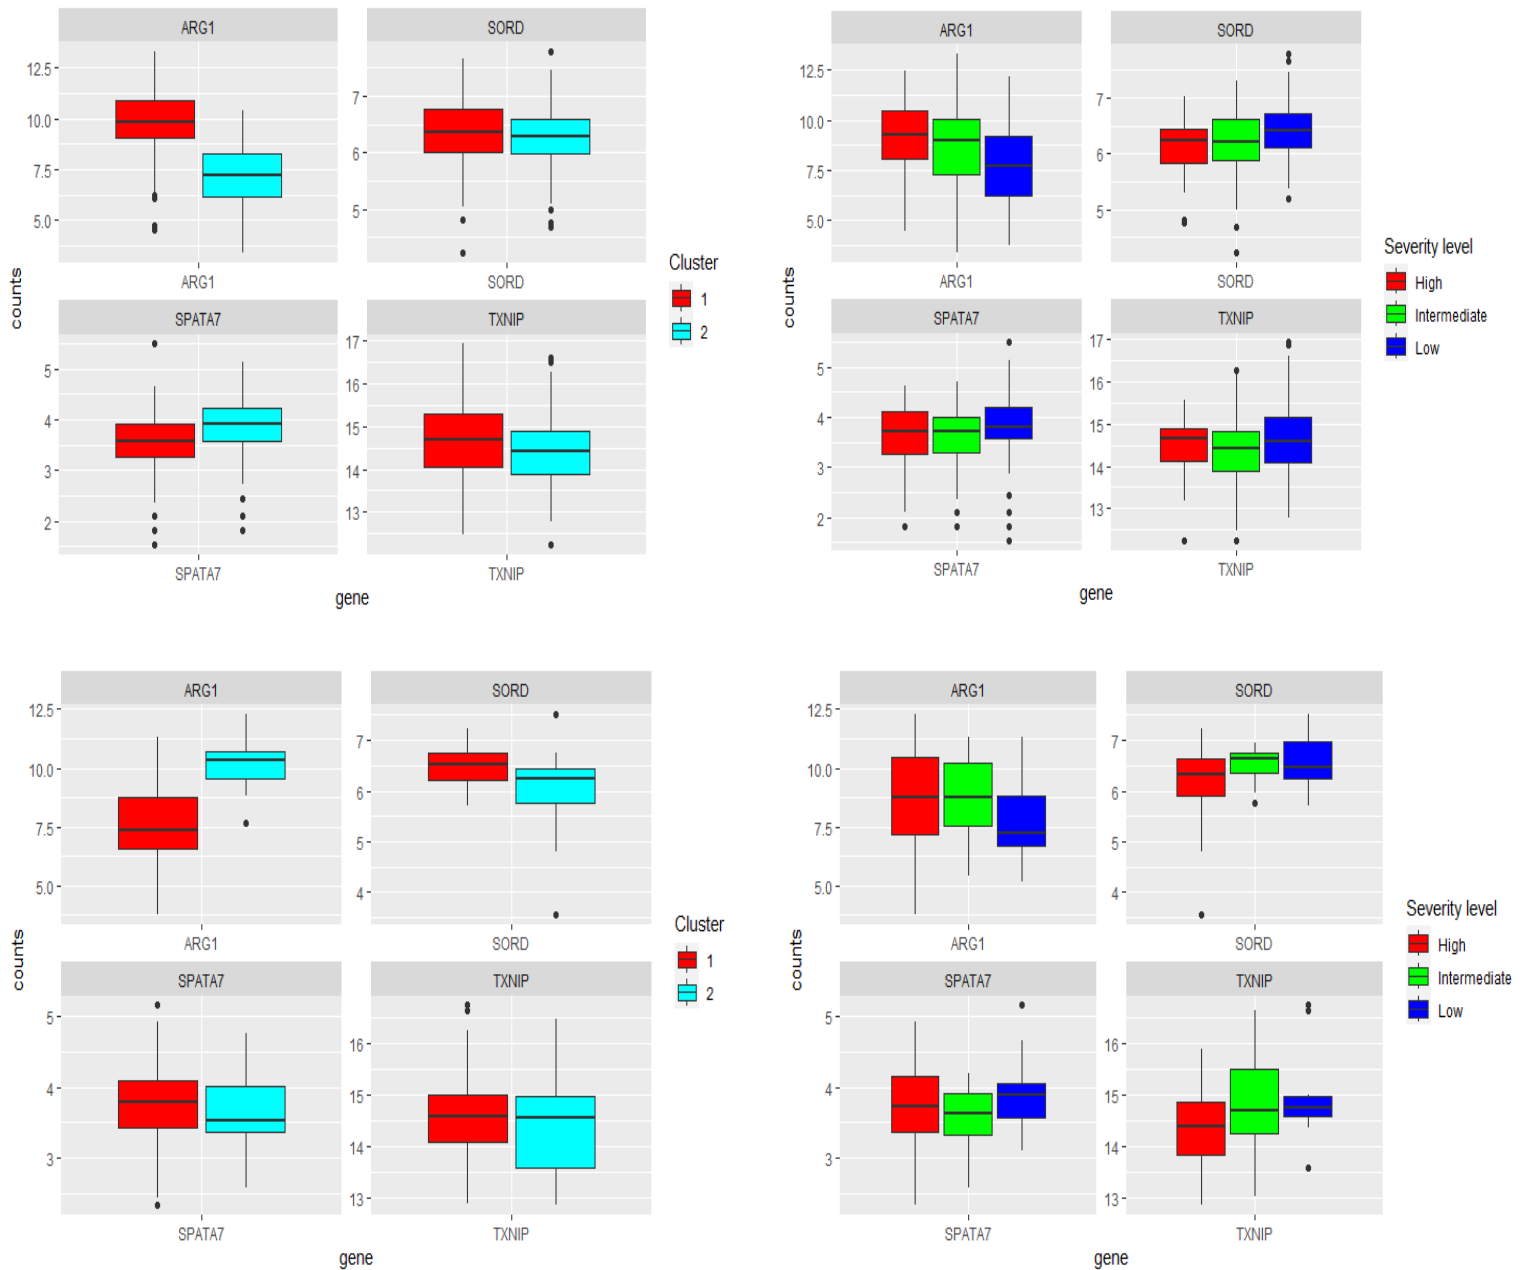 ARG1 SORD
12.5
10.0
7.5
5.0
7
6
5
ARG1 SORD
SPATA7 TXNIP
5
4
3
2
17
16
15
14
13
SPATA7 TXNIP
counts
gene
Cluster
1
2
ARG1 SORD
12.5
10.0
7.5
5.0
7
6
5
ARG1 SORD
SPATA7 TXNIP
5
4
3
2
17
16
15
14
13
SPATA7 TXNIP
counts
gene
Severity level
High
Intermediate
Low
ARG1 SORD
12.5
10.0
7.5
5.0
7
6
5
4
ARG1 SORD
SPATA7 TXNIP
5
4
3
16
15
14
13
SPATA7 TXNIP
counts
gene
Cluster
1
2
ARG1 SORD
12.5
10.0
7.5
5.0
7
6
5
4
ARG1 SORD
SPATA7 TXNIP
5
4
3
16
15
14
13
SPATA7 TXNIP
counts
gene
Severity level
High
Intermediate
Low